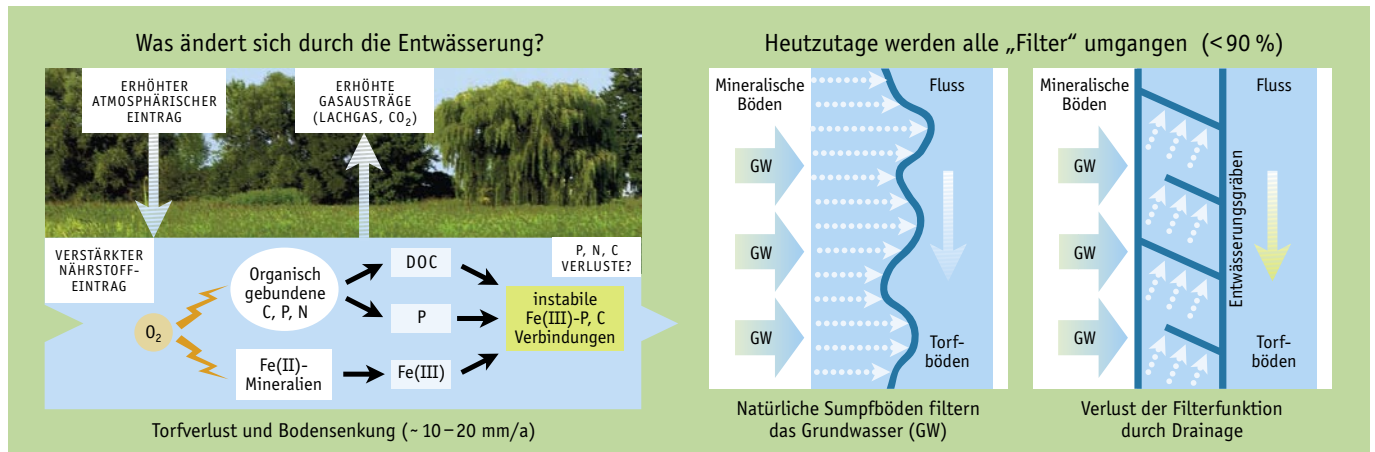 Was ändert sich durch die Entwässerung?
ERHÖHTER
ATMOSPHÄRISCHER
EINTRAG
ERHÖHTE
GASAUSTRÄGE
(LACHGAS, CO₂)
VERSTÄRKTER
NÄHRSTOFF-
EINTRAG
O₂
Organisch
gebundene
C, P, N
Fe(II)-
Mineralien
DOC
P
Fe(III)
P, N, C
VERLUSTE?
instabile
Fe(III)-P, C
Verbindungen
Torfverlust und Bodensenkung (~ 10–20 mm/a)
Heutzutage werden alle „Filter“ umgangen (< 90 %)
Mineralische
Böden
Fluss
GW
GW
GW
Torf-
böden
Natürliche Sumpfböden filtern
das Grundwasser (GW)
Mineralische
Böden
Fluss
GW
GW
GW
Entwässerungsgräben
Torf-
böden
Verlust der Filterfunktion
durch Drainage